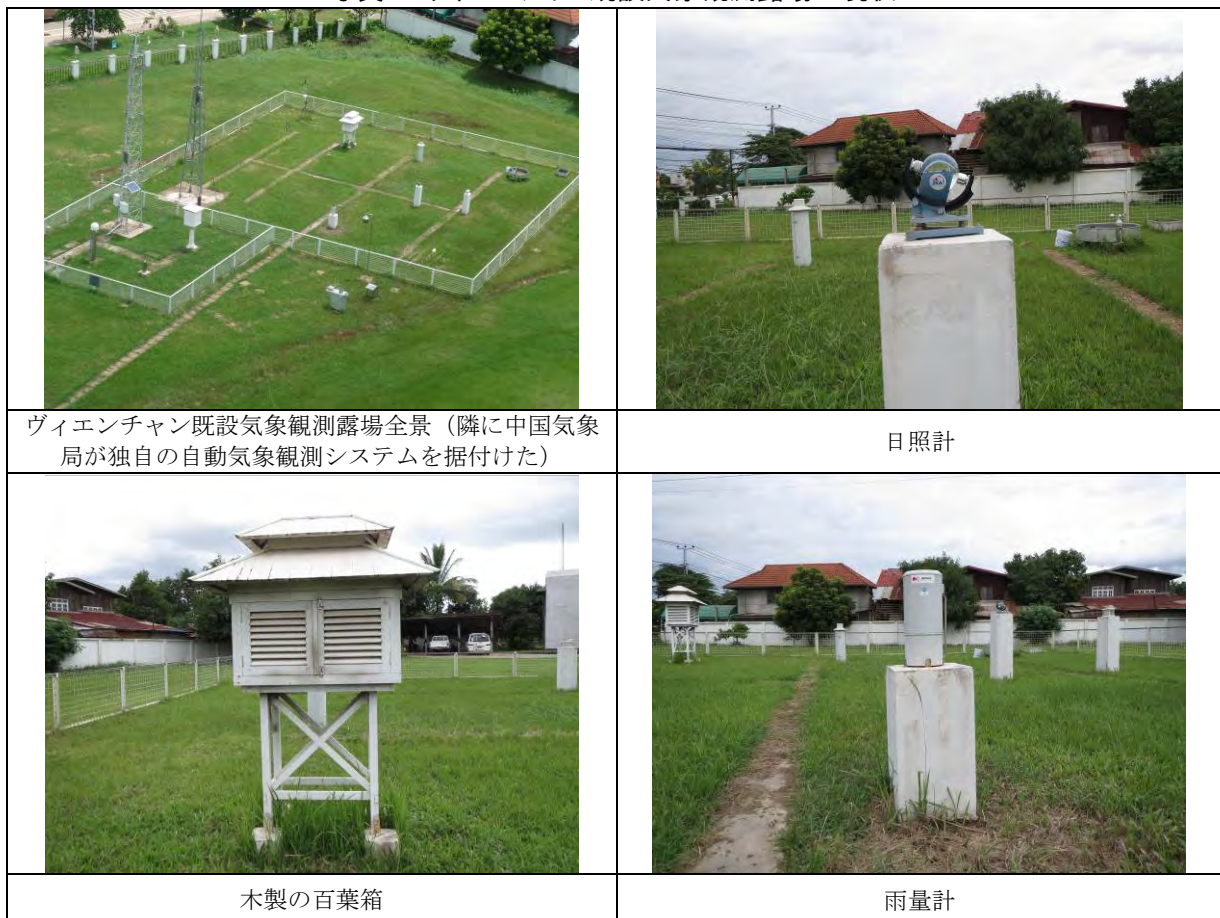 ヴィエンチャン既設気象観測露場全景（隣に中国気象
局が独自の自動気象観測システムを据付けた）
日照計
木製の百葉箱
雨量計